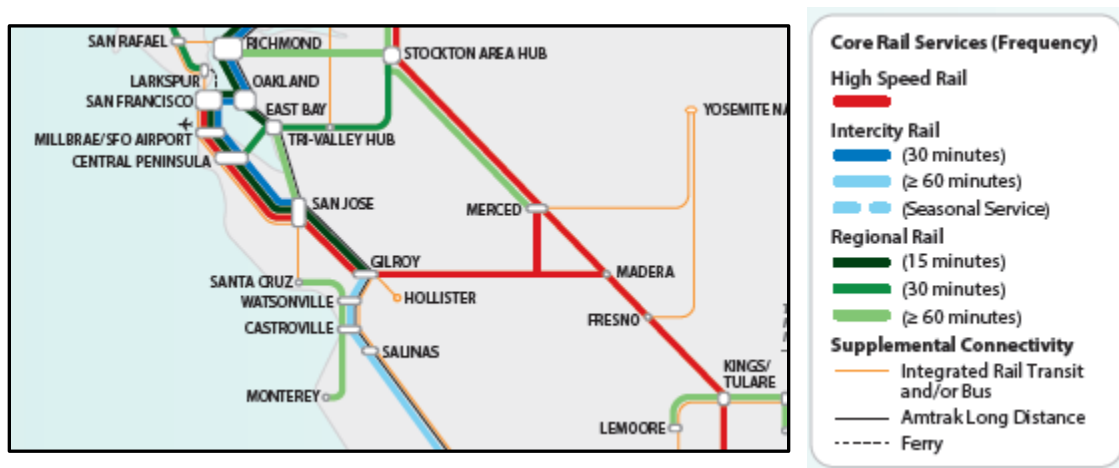 SAN RAFAEL
RICHMOND
STOCKTON AREA HUB
LARKSPUR
OAKLAND
SAN FRANCISCO
EAST BAY
YOSEMITE NA
MILLBRAE/SFO AIRPORT
TRI-VALLEY HUB
CENTRAL PENINSULA
SAN JOSE
MERCED
GILROY
SANTA CRUZ
MADERA
WATSONVILLE
HOLLISTER
FRESNO
CASTROVILLE
SALINAS
KINGS/
TULARE
MONTEREY
LEMOORE
Core Rail Services (Frequency)
High Speed Rail
Intercity Rail
(30 minutes)
(≥ 60 minutes)
(Seasonal Service)
Regional Rail
(15 minutes)
(30 minutes)
(≥ 60 minutes)
Supplemental Connectivity
Integrated Rail Transit
and/or Bus
Amtrak Long Distance
Ferry